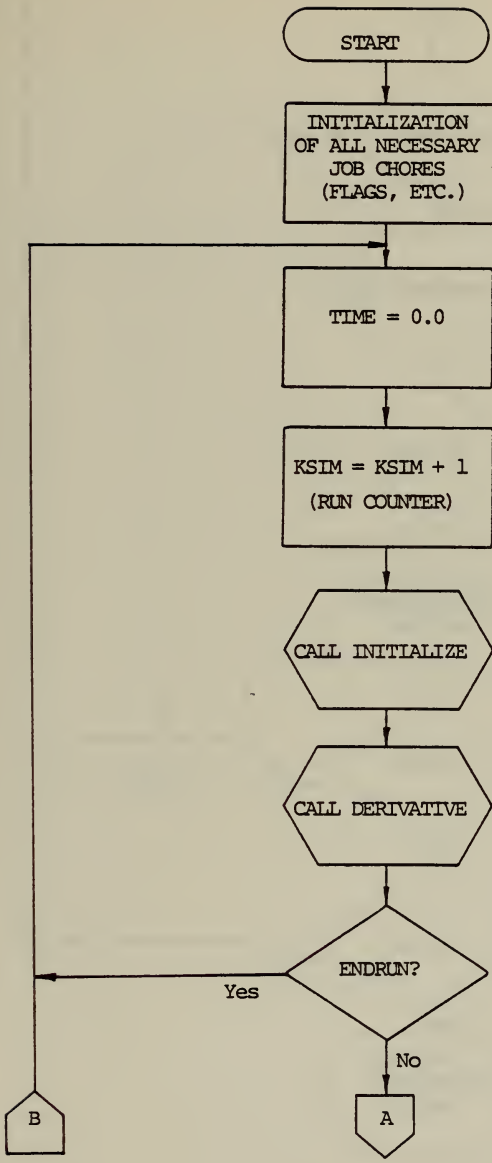 START
INITIALIZATION
OF ALL NECESSARY
JOB CHORES
(FLAGS, ETC.)
TIME = 0.0
KSIM = KSIM + 1
(RUN COUNTER)
CALL INITIALIZE
CALL DERIVATIVE
ENDRUN?
Yes
No
B
A